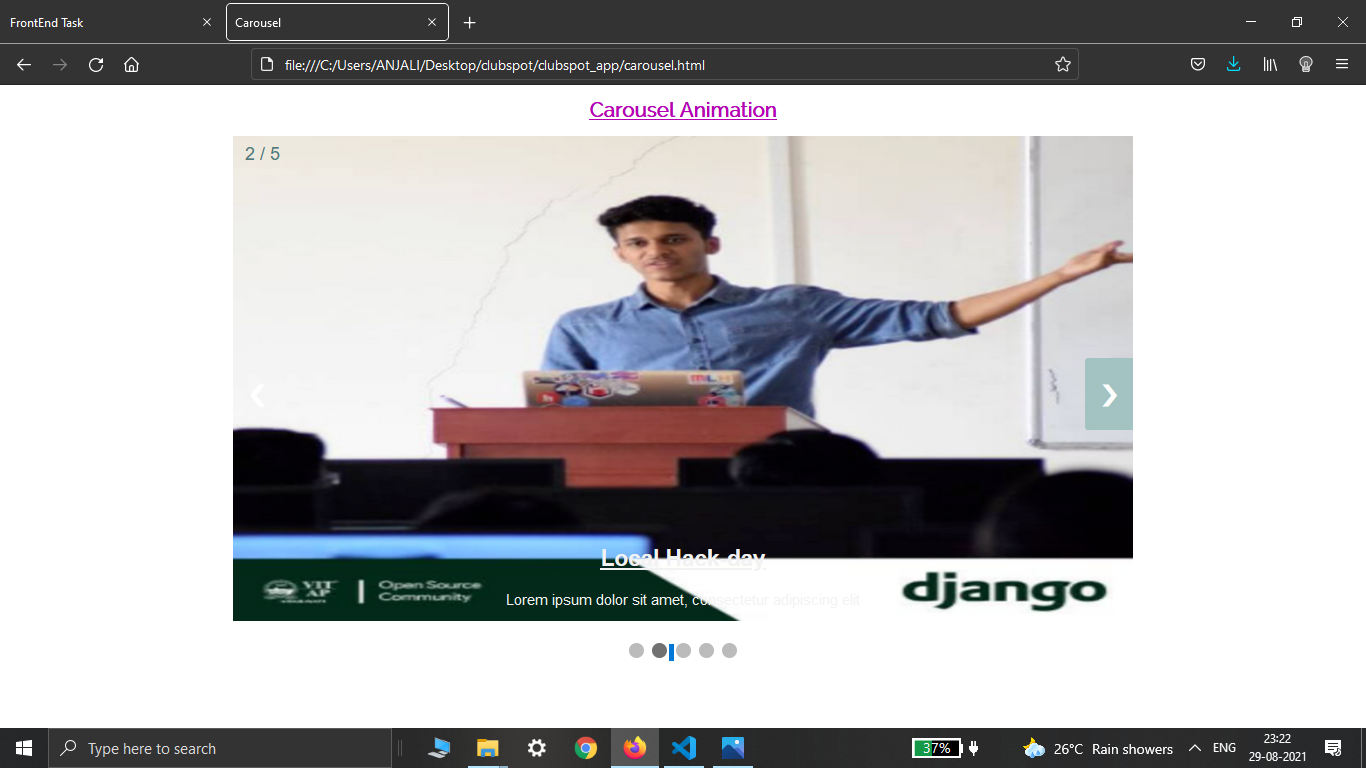 FrontEnd Task
Carousel
file:///C:/Users/ANJALI/Desktop/clubspot/clubspot_app/carousel.html
Carousel Animation
2 / 5
MLH
Local Hack-day
VIT
AP
Open Source
Community
Lorem ipsum dolor sit amet, consectetur adipiscing elit
django
Type here to search
37%
26°C Rain showers
ENG
23:22
29-08-2021